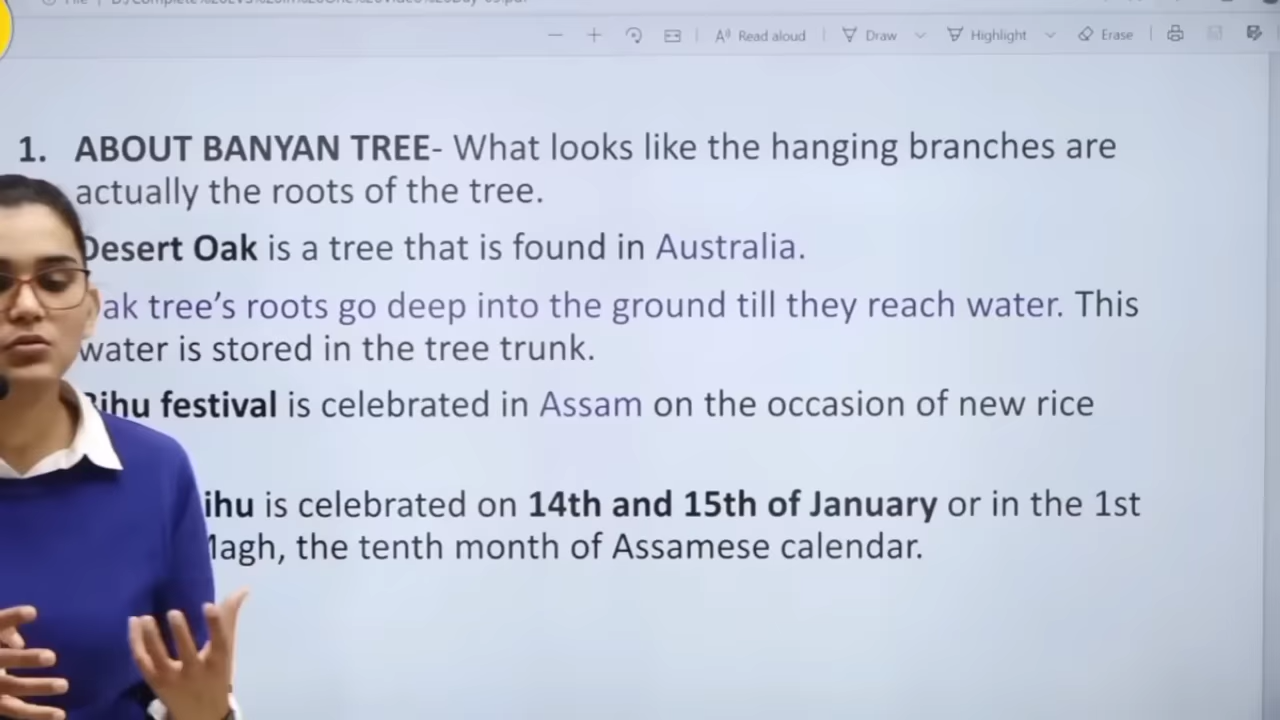 Read aloud
Draw
Highlight
Erase
1. ABOUT BANYAN TREE- What looks like the hanging branches are
actually the roots of the tree.
Desert Oak is a tree that is found in Australia.
ak tree's roots go deep into the ground till they reach water. This
water is stored in the tree trunk.
Bihu festival is celebrated in Assam on the occasion of new rice
ihu is celebrated on 14th and 15th of January or in the 1st
Magh, the tenth month of Assamese calendar.